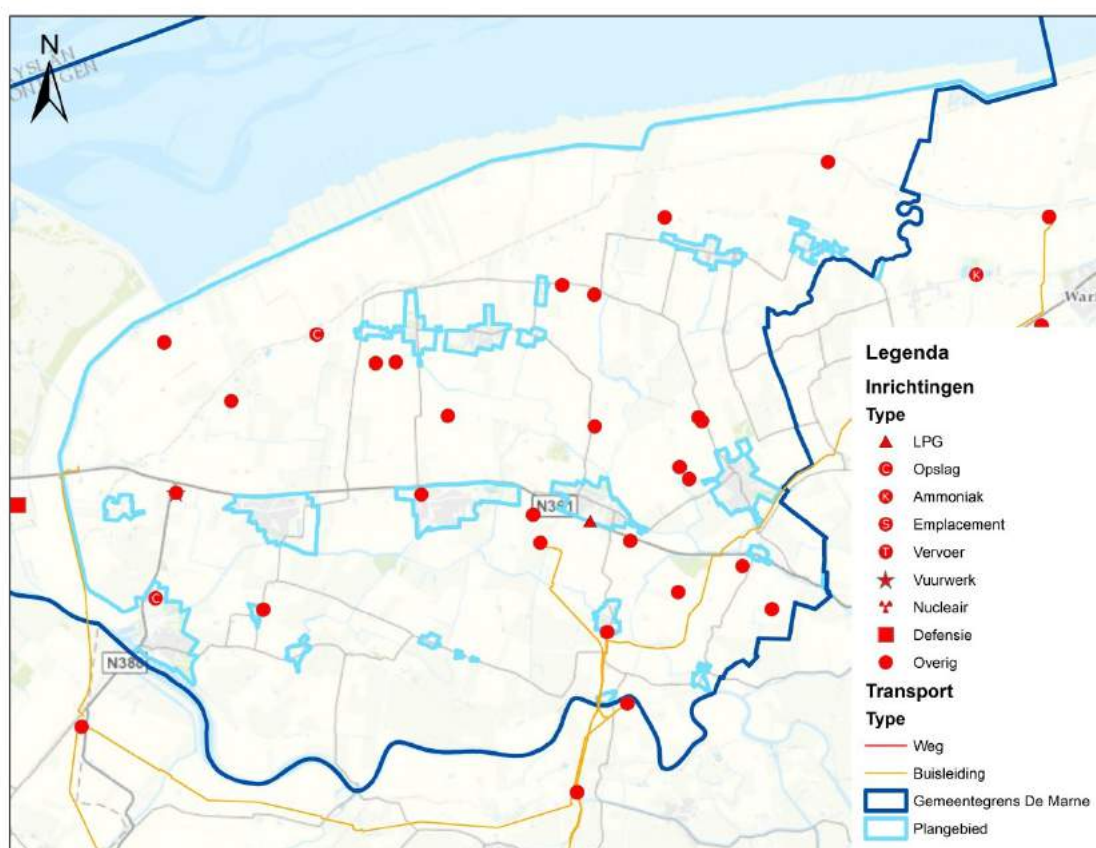 N
N361
N388
C
C
K
Legenda
Inrichtingen
Type
LPG
C Opslag
K Ammoniak
S Emplacement
T Vervoer
Vuurwerk
Nucleair
Defensie
Overig
Transport
Type
Weg
Buisleiding
Gemeentegrens De Marne
Plangebied